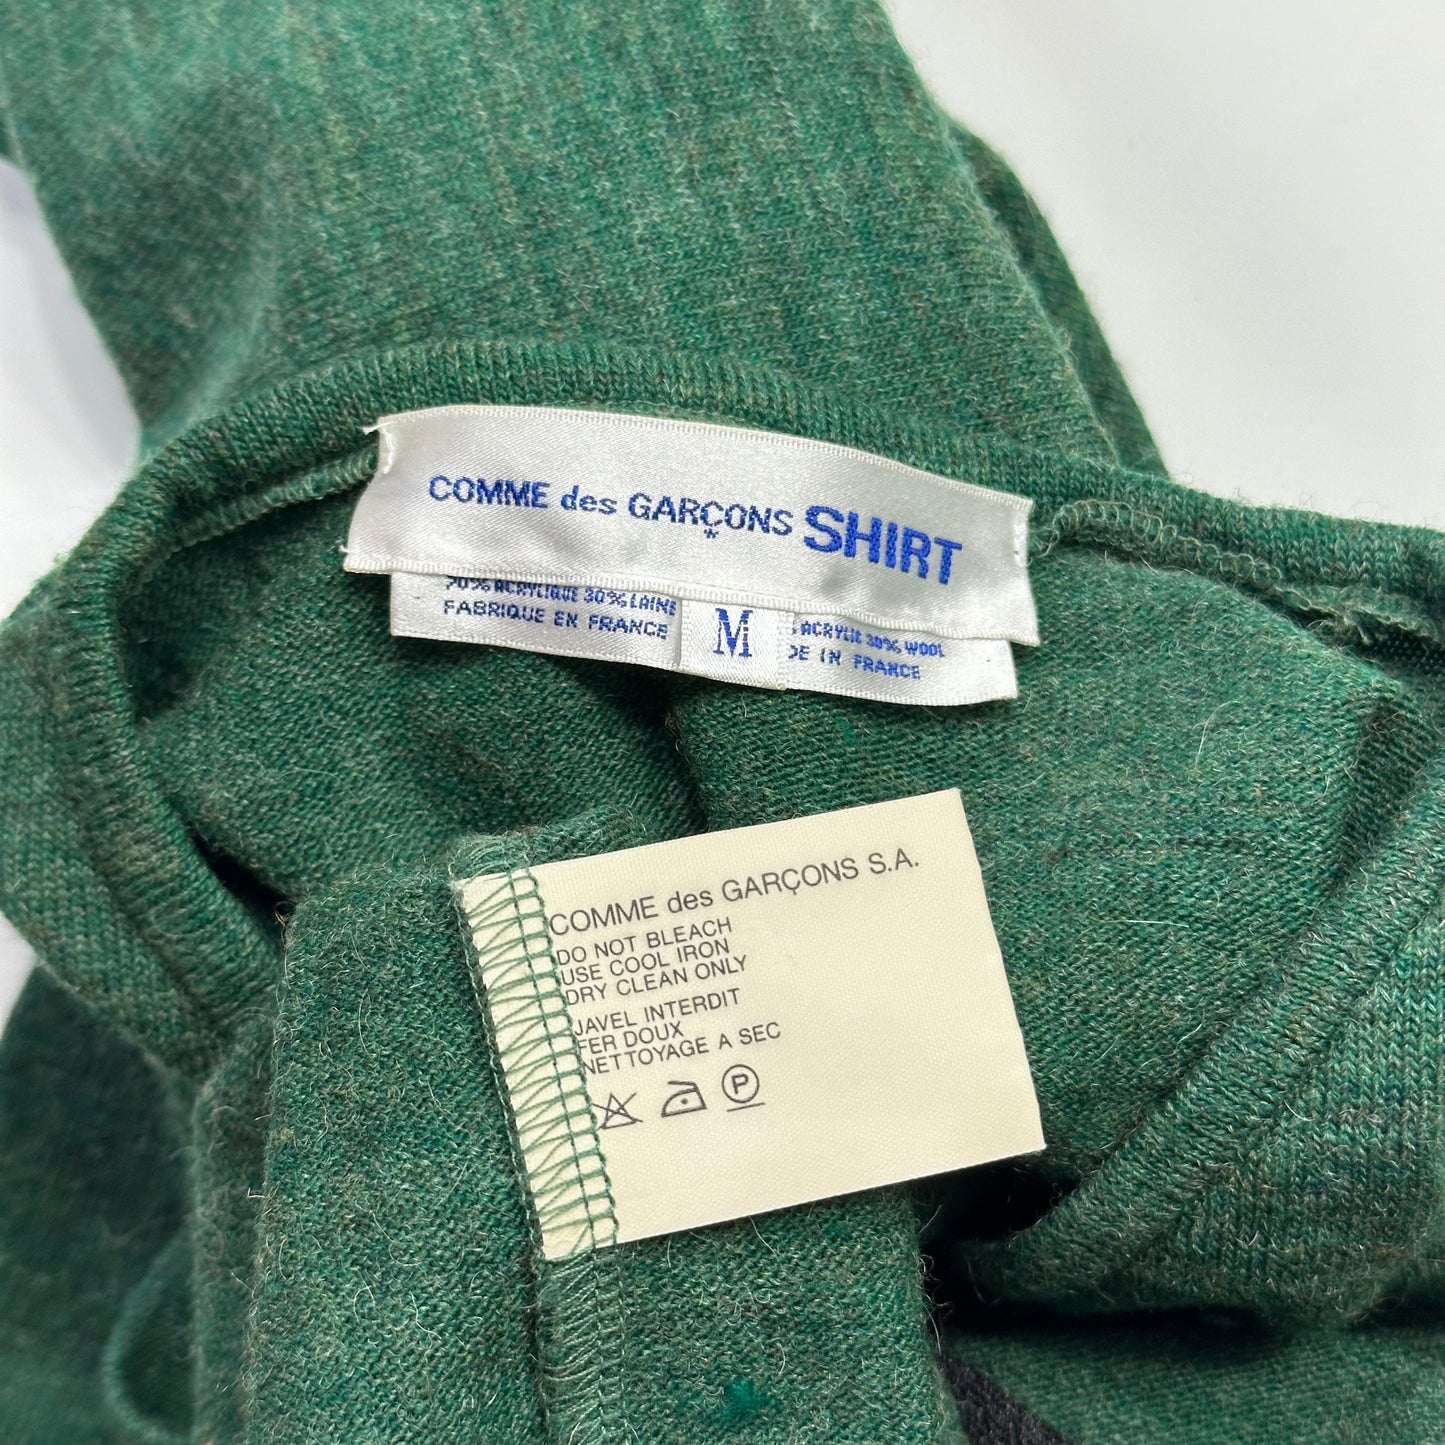 COMME des GARÇONS SHIRT
*
70% ACRYLIQUE 30% LAINE
FABRIQUE EN FRANCE
M
% ACRYLIC 30% WOOL
DE IN FRANCE
COMME des GARÇONS S.A.
DO NOT BLEACH
USE COOL IRON
DRY CLEAN ONLY
JAVEL INTERDIT
FER DOUX
NETTOYAGE A SEC
P